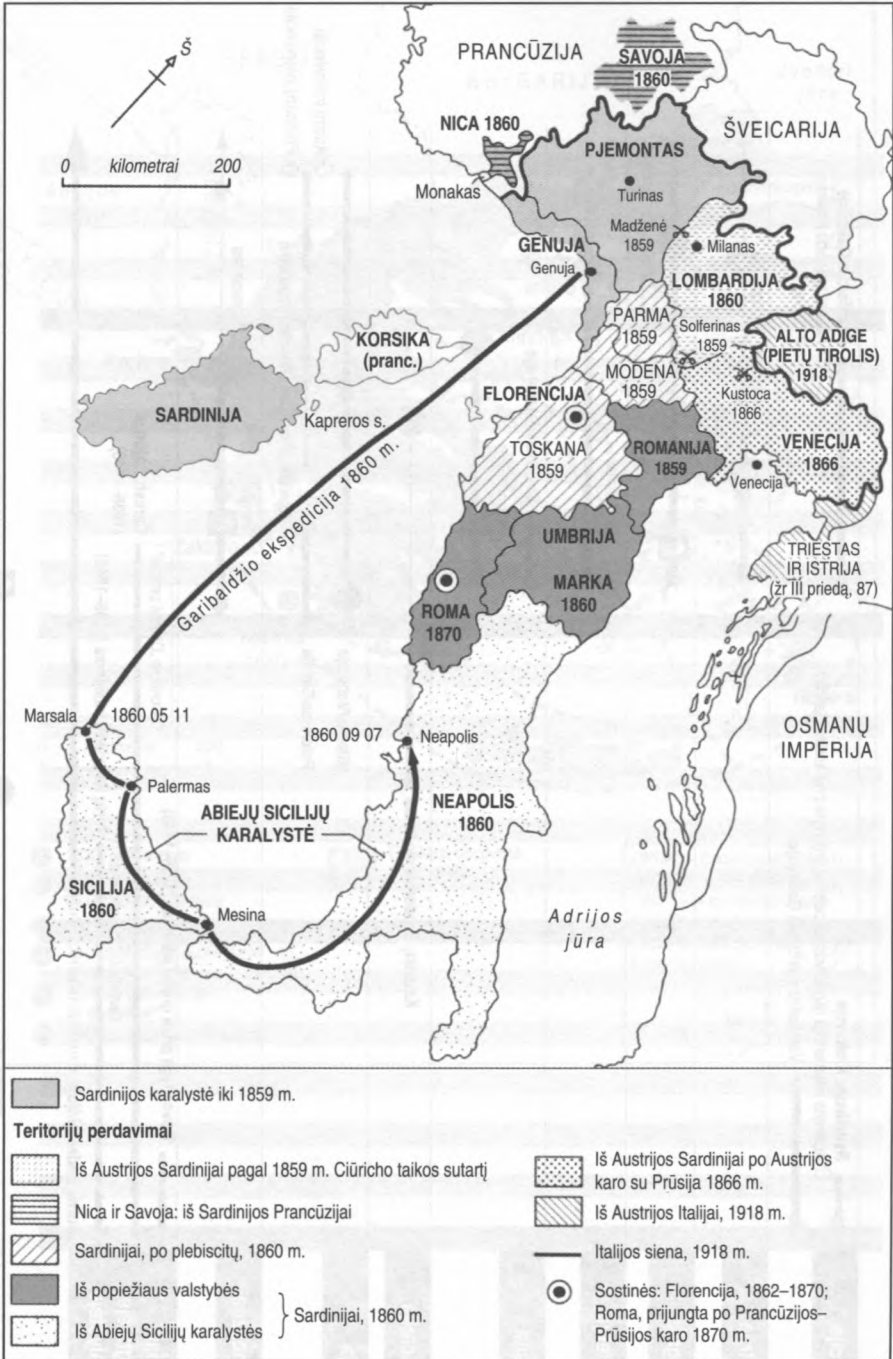 Š
0 kilometrai 200
PRANCŪZIJA
SAVOJA
1860
ŠVEICARIJA
NICA 1860
PJEMONTAS
Monakas
Turinas
Madženė
1859
Milanas
GENUJA
Genuja
LOMBARDIJA
1860
PARMA
1859
Solferinas
1859
ALTO ADIGE
(PIETŲ TIROLIS)
1918
KORSIKA
(pranc.)
MODENA
1859
Kustoca
1866
SARDINIJA
Kapreros s.
FLORENCIJA
TOSKANA
1859
ROMANIJA
1859
VENECIJA
1866
Venecija
Garibaldžio ekspedicija 1860 m.
UMBRIJA
MARKA
1860
TRIESTAS
IR ISTRIJA
(žr III priedą, 87)
ROMA
1870
Marsala
1860 05 11
1860 09 07
Neapolis
OSMANŲ
IMPERIJA
Palermas
ABIEJŲ SICILIJŲ
KARALYSTĖ
NEAPOLIS
1860
SICILIJA
1860
Mesina
Adrijos
jūra
Sardinijos karalystė iki 1859 m.
Teritorijų perdavimai
Iš Austrijos Sardinijai pagal 1859 m. Ciūricho taikos sutartį
Nica ir Savoja: iš Sardinijos Prancūzijai
Sardinijai, po plebiscitų, 1860 m.
Iš popiežiaus valstybės
Iš Abiejų Sicilijų karalystės
Sardinijai, 1860 m.
Iš Austrijos Sardinijai po Austrijos
karo su Prūsija 1866 m.
Iš Austrijos Italijai, 1918 m.
Italijos siena, 1918 m.
Sostinės: Florencija, 1862–1870;
Roma, prijungta po Prancūzijos–
Prūsijos karo 1870 m.